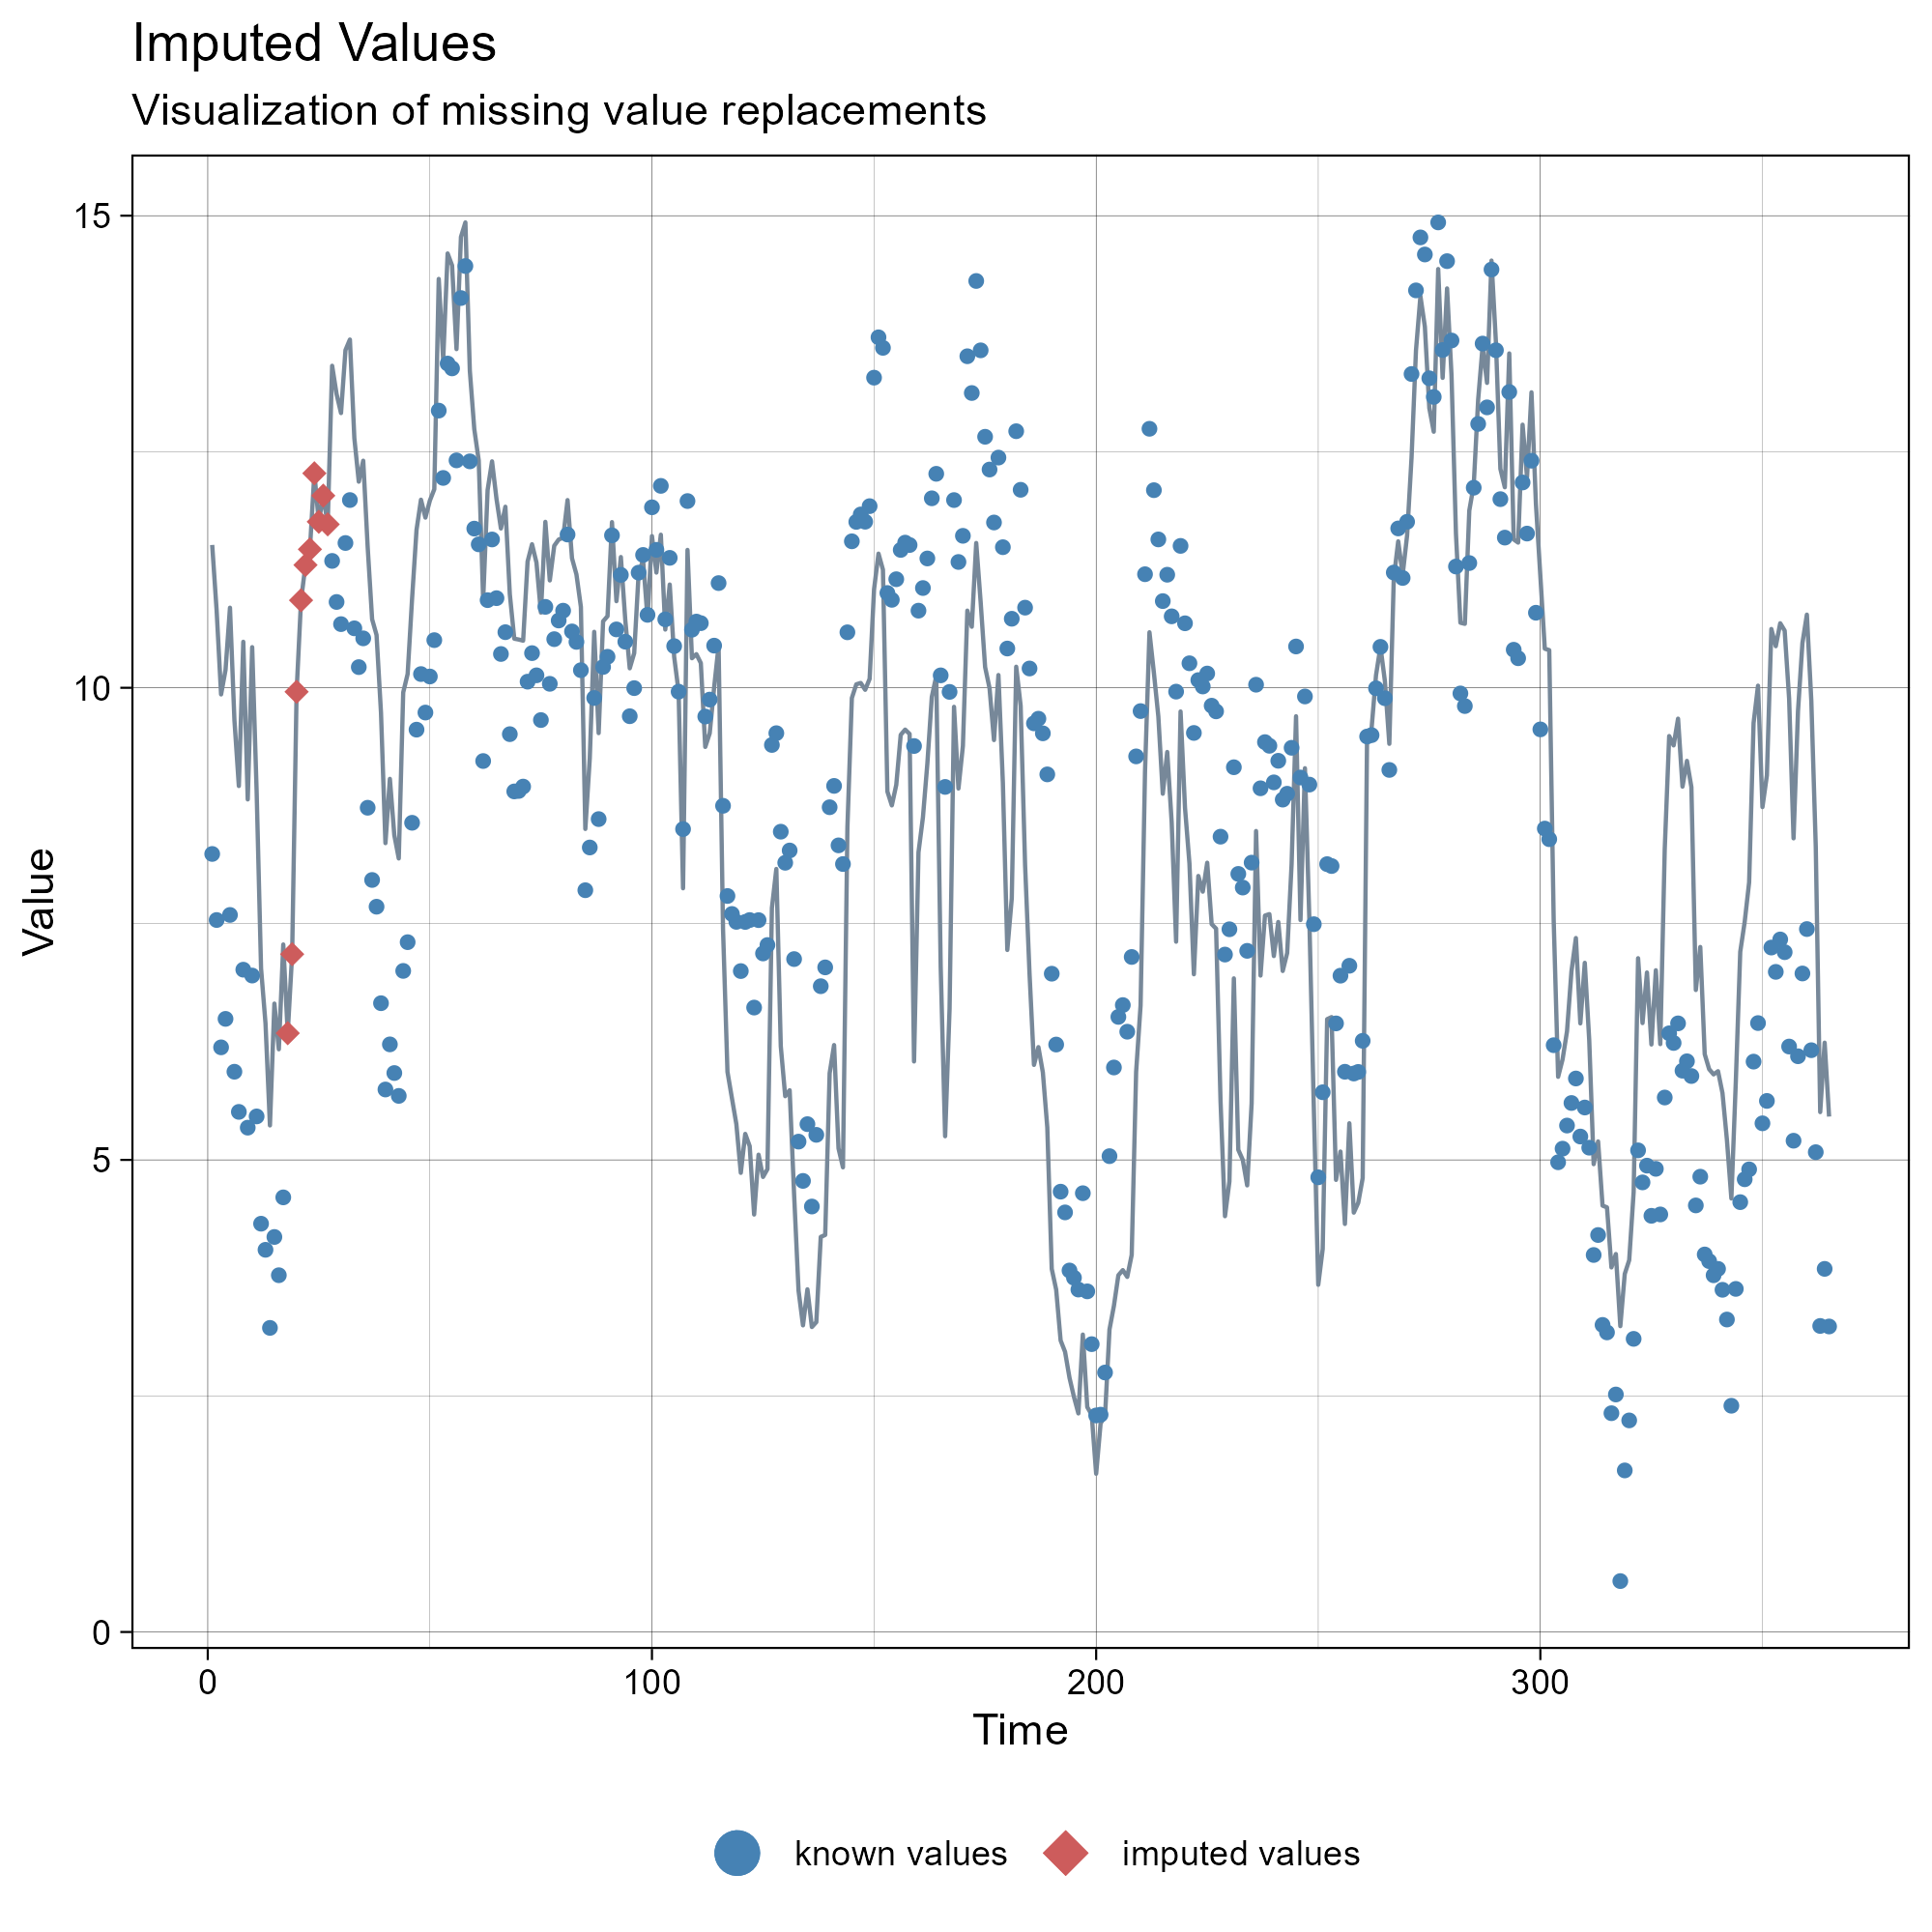 Imputed Values
Visualization of missing value replacements
Value
15
10
5
0
0 100 200 300
Time
known values imputed values